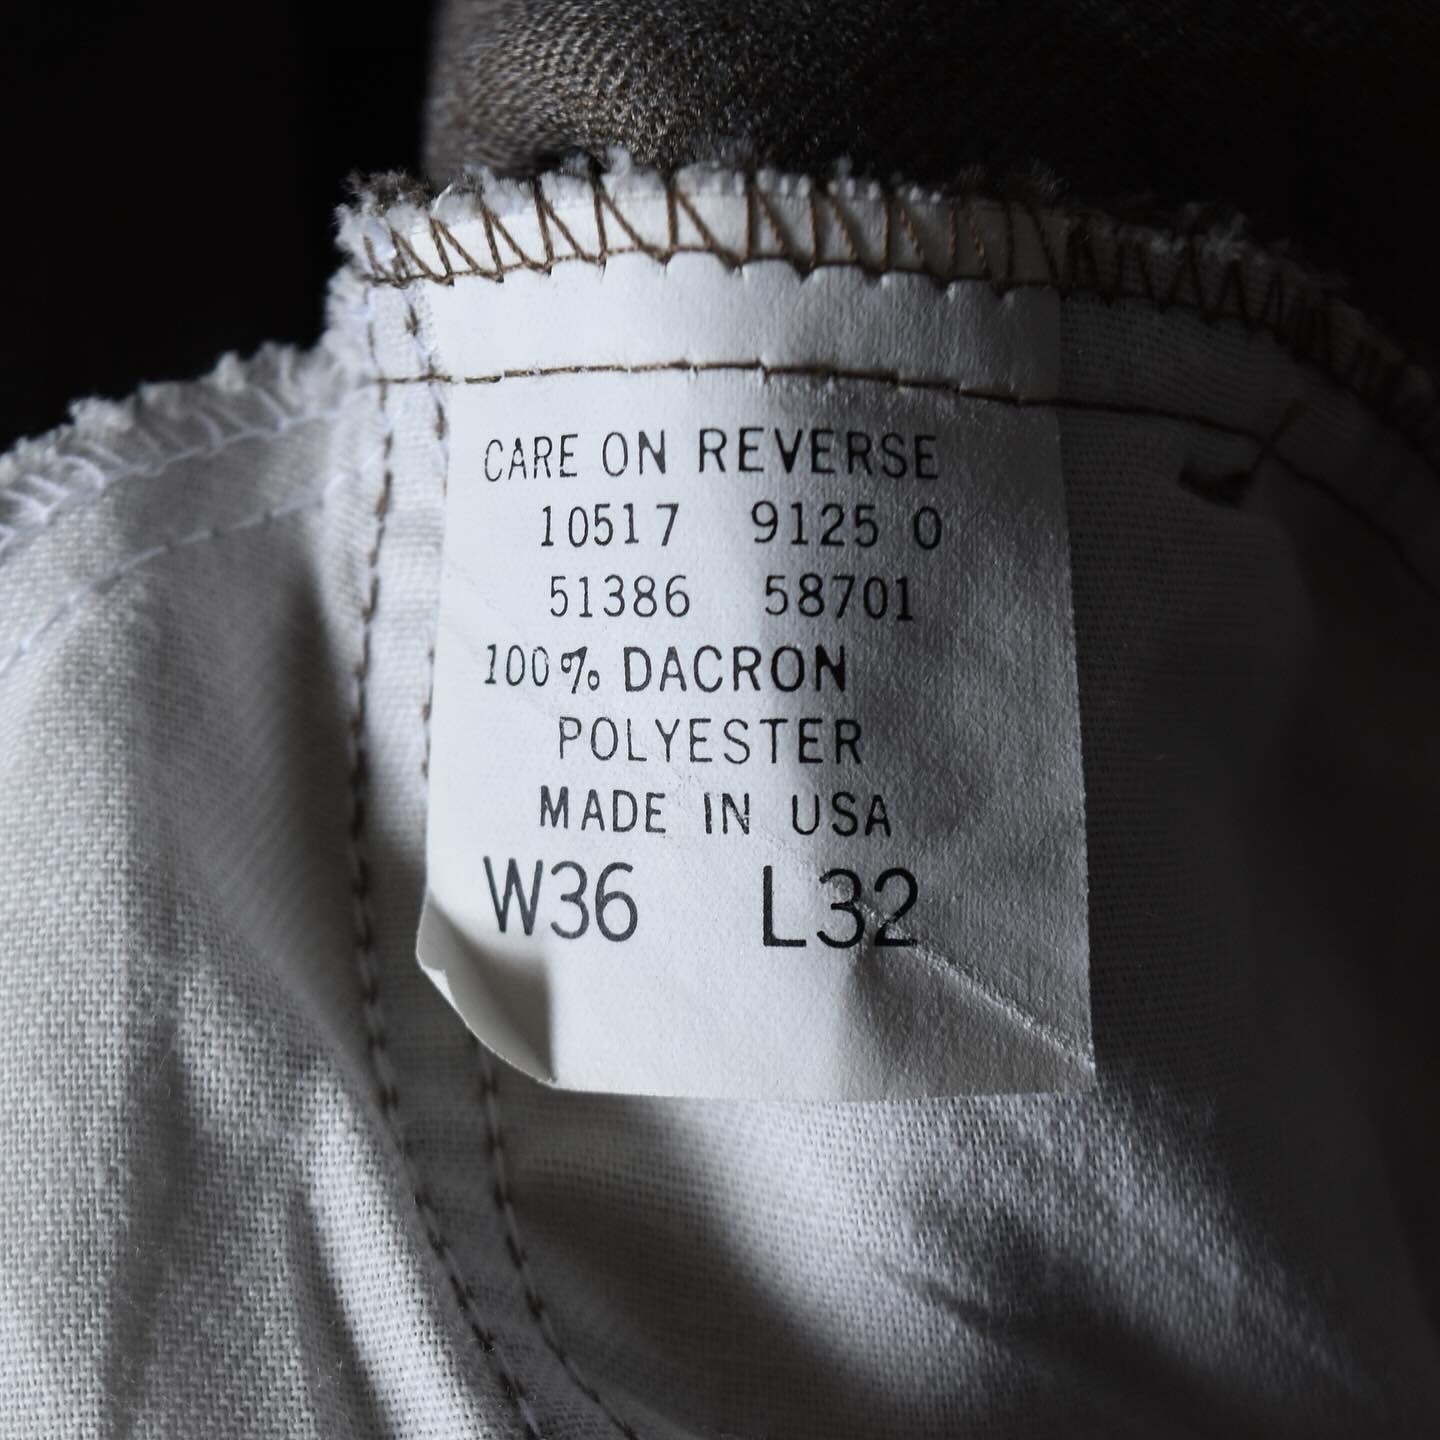 CARE ON REVERSE
10517 9125 0
51386 58701
100% DACRON
POLYESTER
MADE IN USA
W36 L32